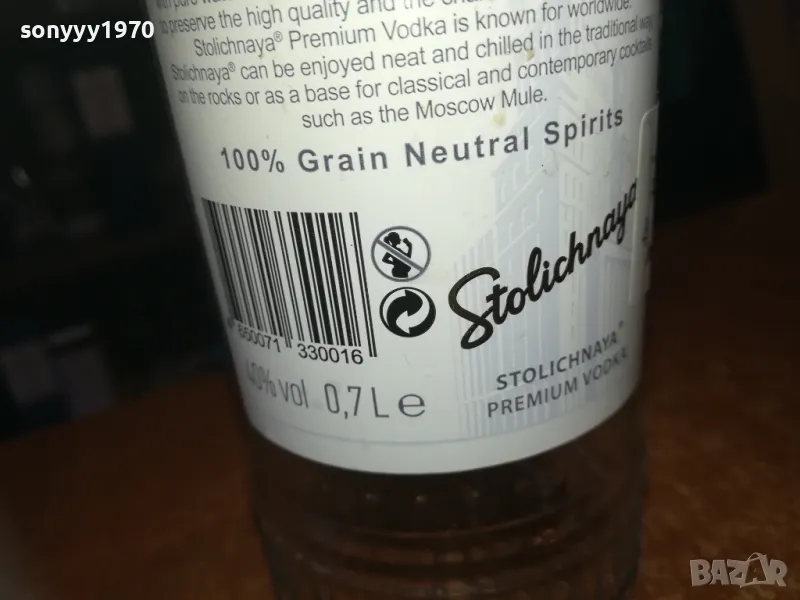 sonyyy1970
to preserve the high quality and the
Stolichnaya® Premium Vodka is known for worldwide.
Stolichnaya® can be enjoyed neat and chilled in the traditional way,
on the rocks or as a base for classical and contemporary cocktails
such as the Moscow Mule.
100% Grain Neutral Spirits
Stolichnaya
330016
40%vol 0,7L e
STOLICHNAYA®
PREMIUM VODKA
BAZAR